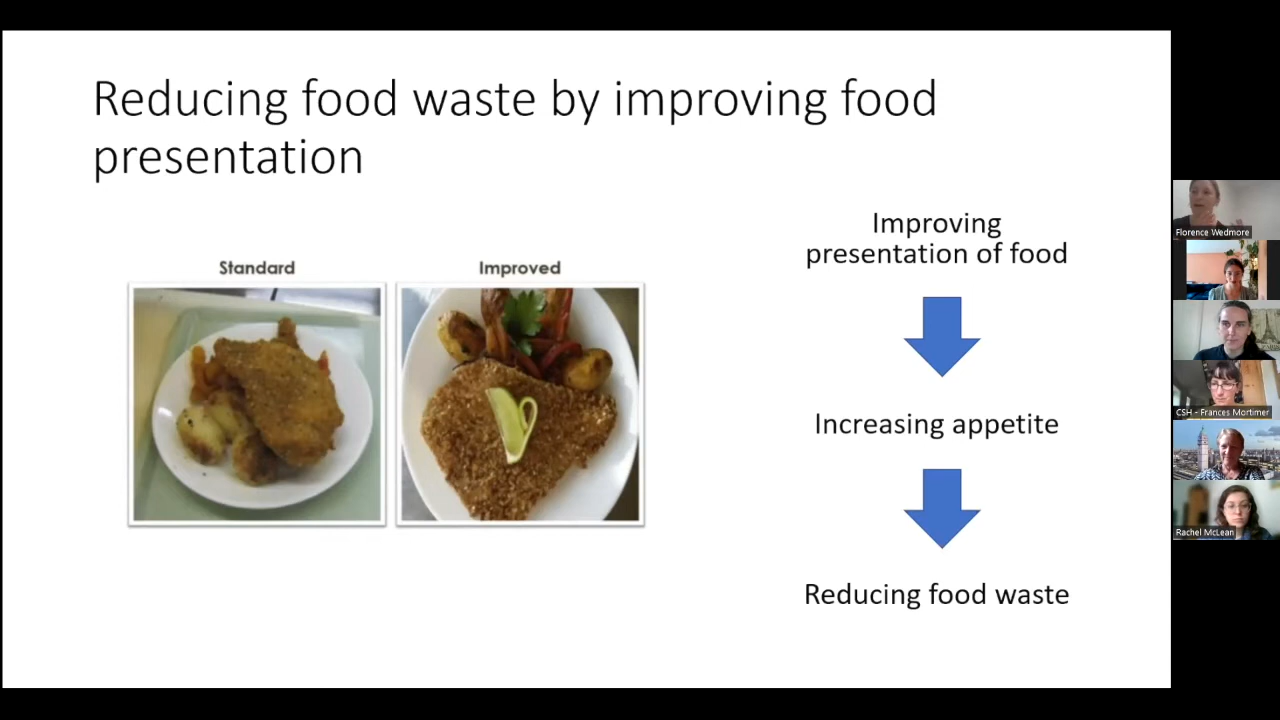 Reducing food waste by improving food
presentation
Standard
Improved
Improving
presentation of food
Increasing appetite
Reducing food waste
Florence Wedmore
CSH - Frances Mortimer
Rachel McLean